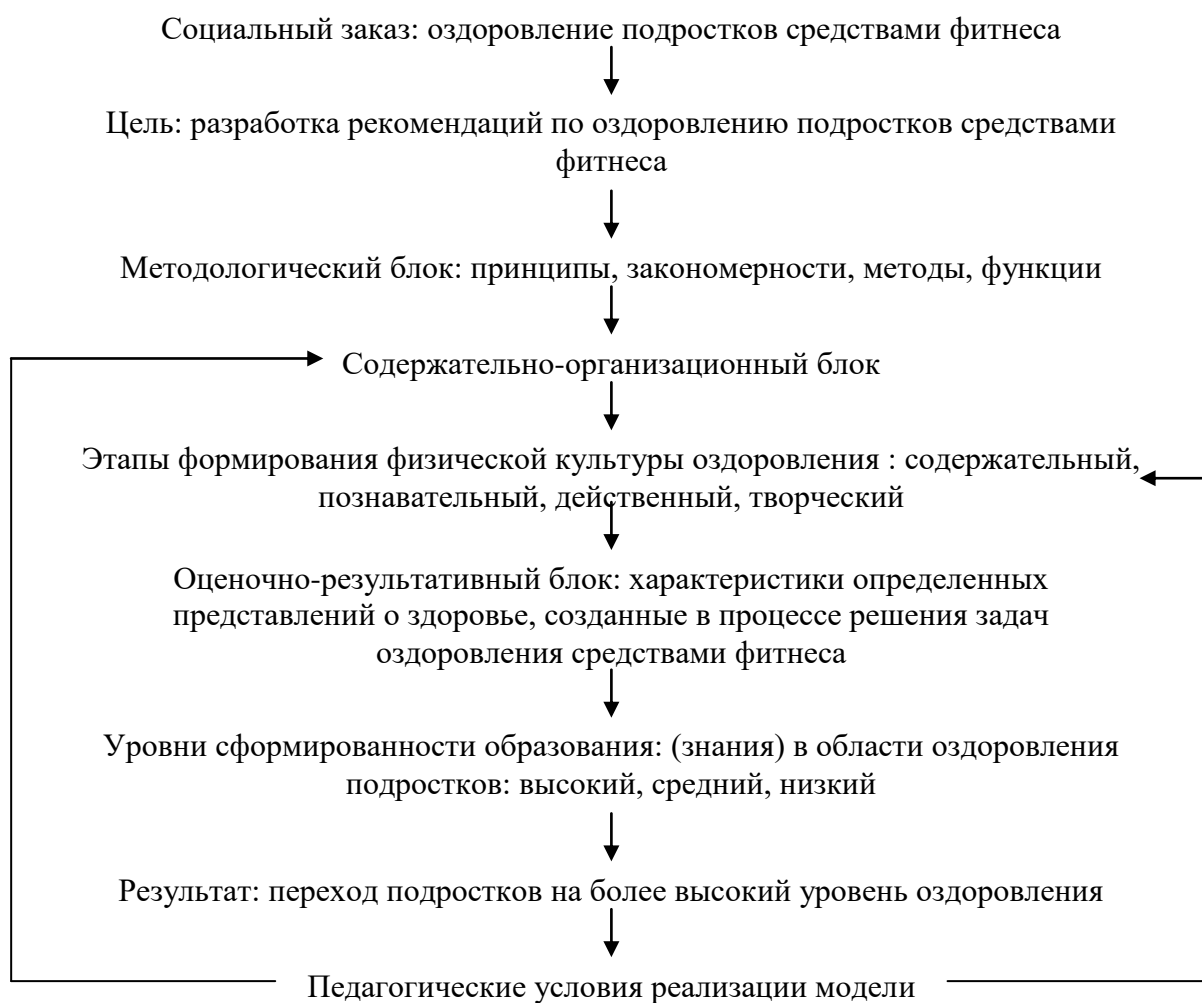 Социальный заказ: оздоровление подростков средствами фитнеса
Цель: разработка рекомендаций по оздоровлению подростков средствами
фитнеса
Методологический блок: принципы, закономерности, методы, функции
Содержательно-организационный блок
Этапы формирования физической культуры оздоровления : содержательный,
познавательный, действенный, творческий
Оценочно-результативный блок: характеристики определенных
представлений о здоровье, созданные в процессе решения задач
оздоровления средствами фитнеса
Уровни сформированности образования: (знания) в области оздоровления
подростков: высокий, средний, низкий
Результат: переход подростков на более высокий уровень оздоровления
Педагогические условия реализации модели